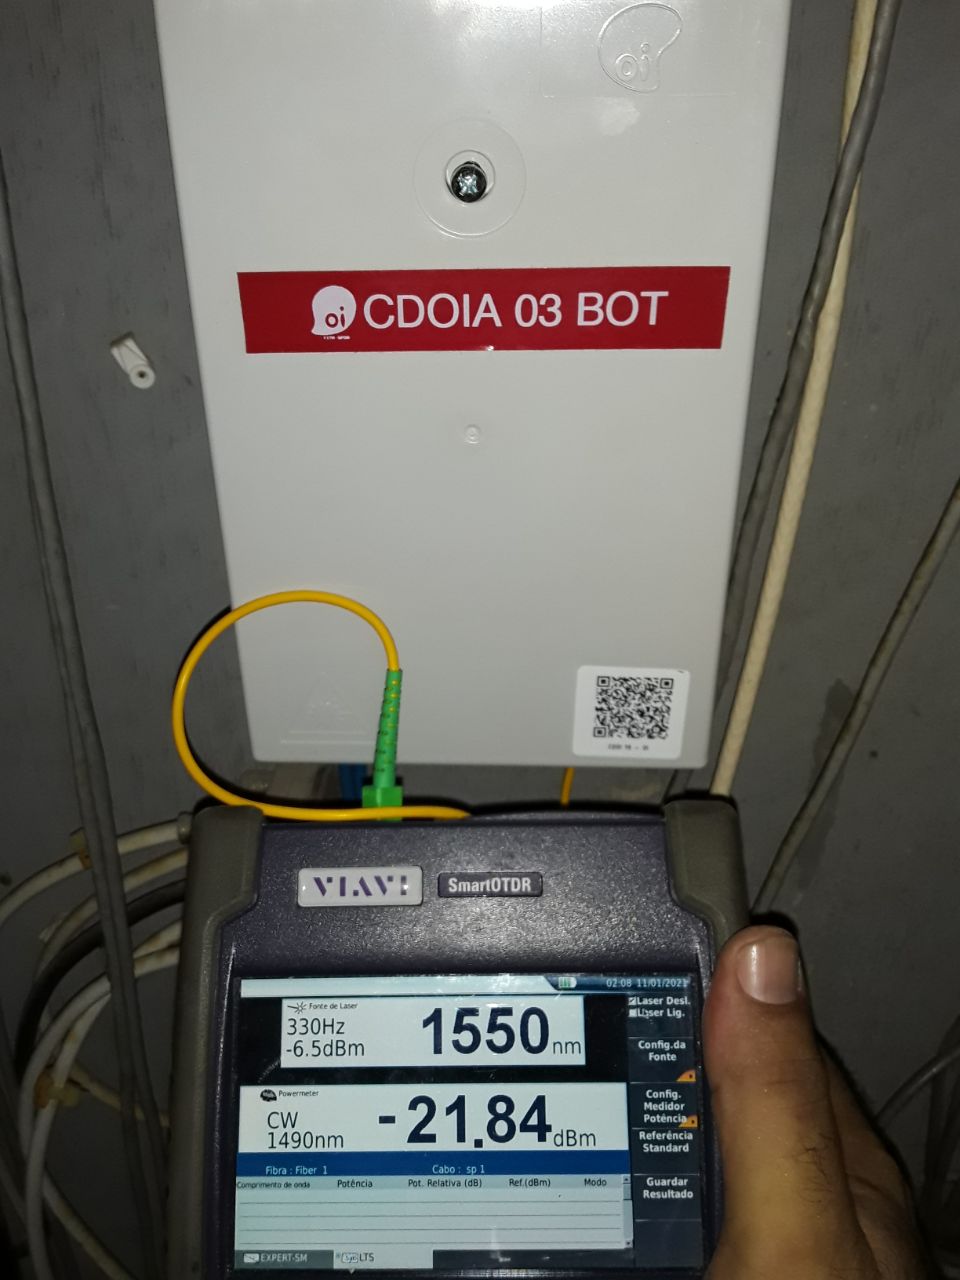 oi
oi CDOIA 03 BOT
VIAVI SmartOTDR
02:08 11/01/2021
Fonte de Laser
330Hz
-6.5dBm
1550nm
Laser Desl.
Laser Lig.
Config.da
Fonte
Powermeter
CW
1490nm
-21.84dBm
Config.
Medidor
Potência
Referência
Standard
Fibra : Fiber 1 Cabo : sp 1
Comprimento de onda Potência Pot. Relativa (dB) Ref.(dBm) Modo
Guardar
Resultado
EXPERT-SM LTS